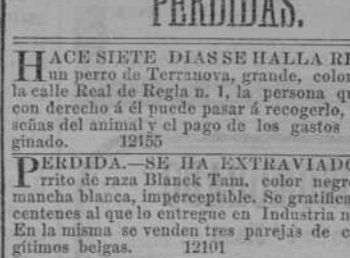 PERDIDAS.
HACE SIETE DIAS SE HALLA RE
un perro de Terranova, grande, color
la calle Real de Regla n. 1, la persona qu
con derecho á él puede pasar á recogerlo,
señas del animal y el pago de los gastos
ginado. 12155
PERDIDA.—SE HA EXTRAVIADO
rrito de raza Blanck Tam. color negro
mancha blanca, imperceptible. Se gratifica
centenes al que lo entregue en Industria n
En la misma se venden tres parejas de c
gítimos belgas. 12101